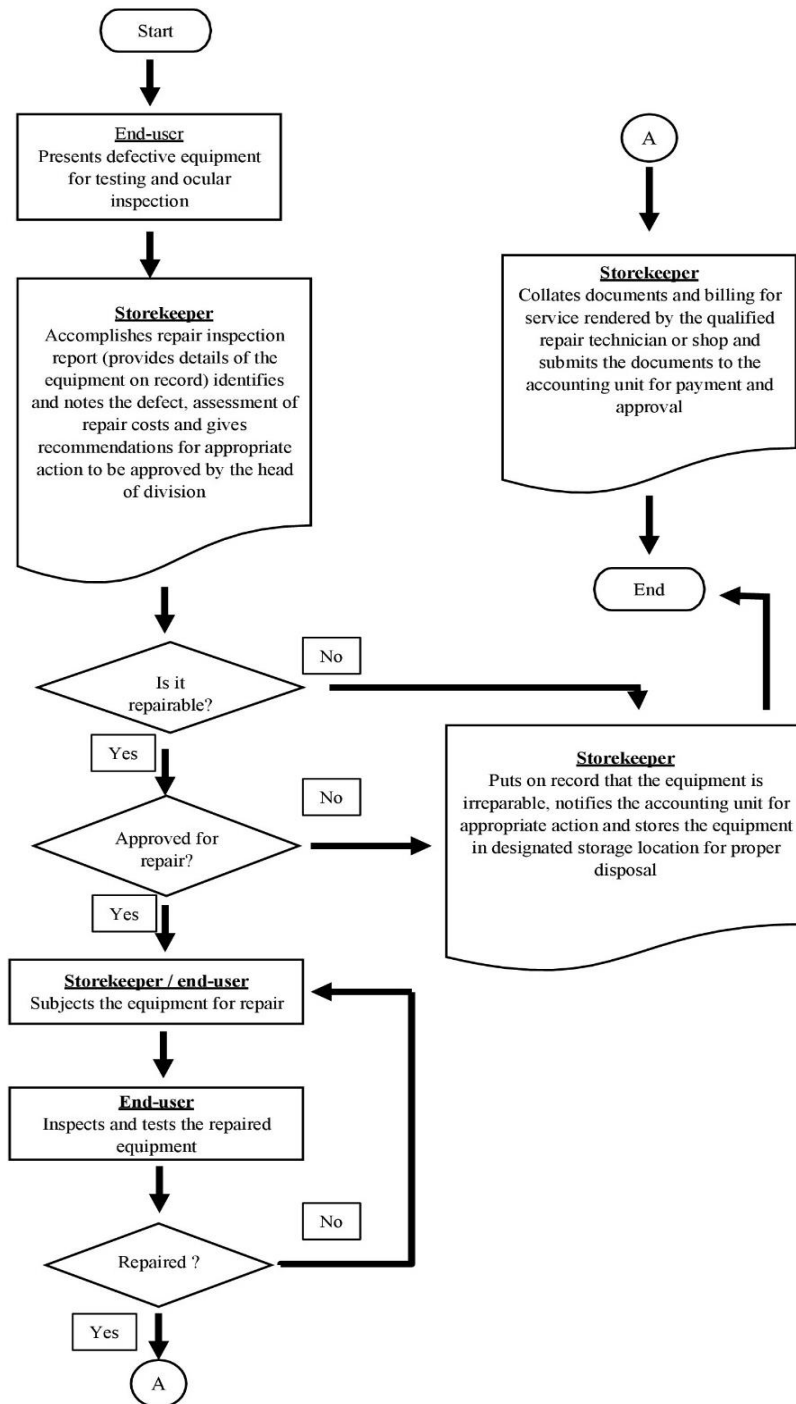 Start
End-user
Presents defective equipment
for testing and ocular
inspection
Storekeeper
Accomplishes repair inspection
report (provides details of the
equipment on record) identifies
and notes the defect, assessment of
repair costs and gives
recommendations for appropriate
action to be approved by the head
of division
Is it
repairable?
No
Yes
Approved for
repair?
No
Yes
Storekeeper / end-user
Subjects the equipment for repair
End-user
Inspects and tests the repaired
equipment
Repaired ?
No
Yes
A
A
Storekeeper
Collates documents and billing for
service rendered by the qualified
repair technician or shop and
submits the documents to the
accounting unit for payment and
approval
End
Storekeeper
Puts on record that the equipment is
irreparable, notifies the accounting unit for
appropriate action and stores the equipment
in designated storage location for proper
disposal